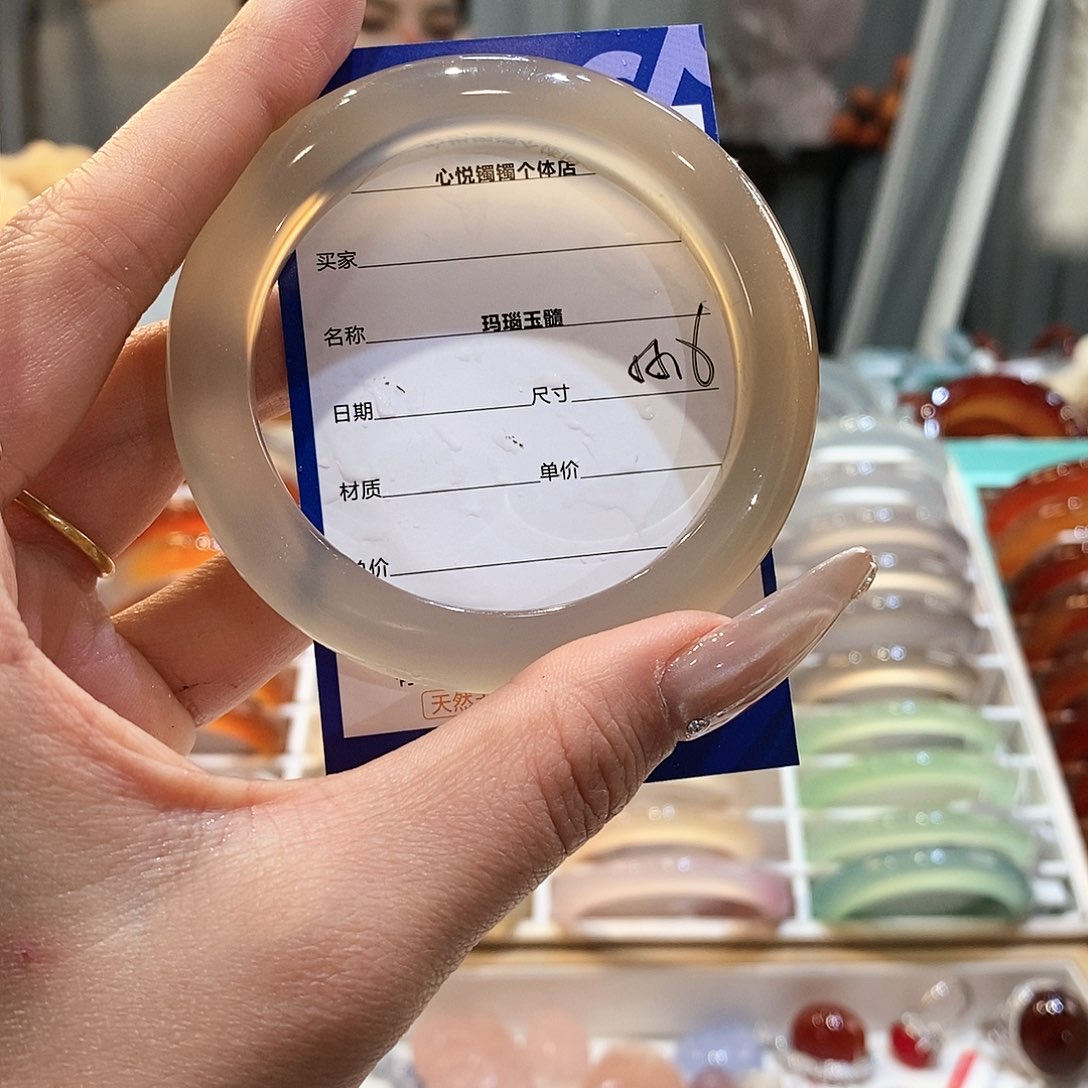 心悦镯镯个体店
买家
名称 玛瑙玉髓
日期 尺寸
材质 单价
价
天然